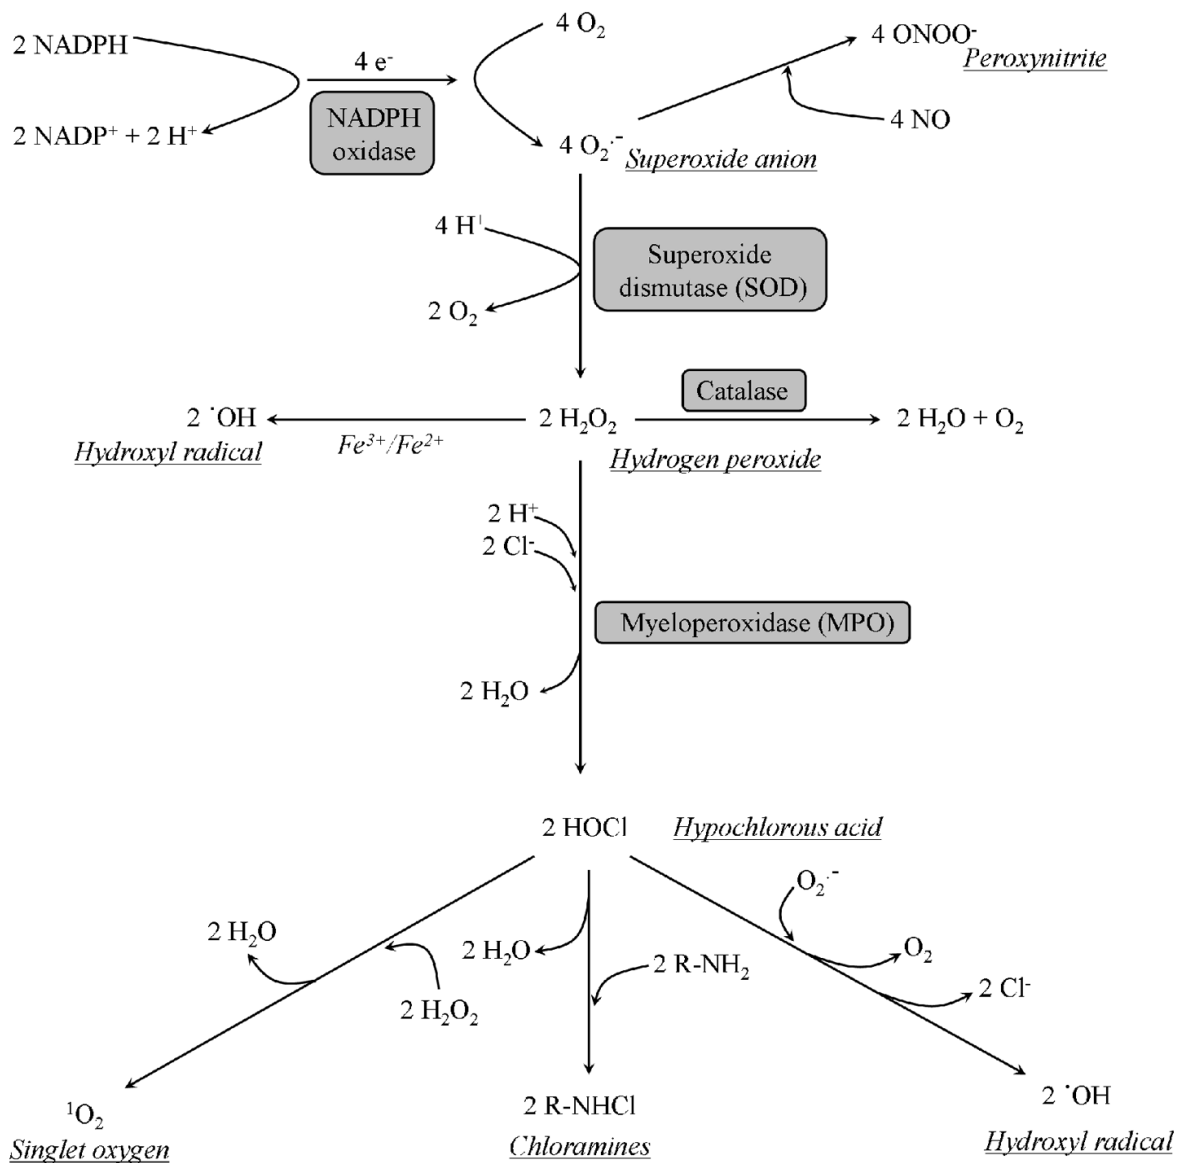 2 NADPH
4 e⁻
4 O₂
4 ONOO⁻
Peroxynitrite
NADPH
oxidase
2 NADP⁺ + 2 H⁺
4 NO
4 O₂·⁻
Superoxide anion
4 H⁺
Superoxide
dismutase (SOD)
2 O₂
Catalase
2 ˙OH
2 H₂O₂
2 H₂O + O₂
Hydroxyl radical
Fe³⁺/Fe²⁺
Hydrogen peroxide
2 H⁺
2 Cl⁻
Myeloperoxidase (MPO)
2 H₂O
2 HOCl
Hypochlorous acid
O₂·⁻
2 H₂O
2 H₂O
O₂
2 R-NH₂
2 Cl⁻
2 H₂O₂
¹O₂
2 R-NHCl
2 ˙OH
Singlet oxygen
Chloramines
Hydroxyl radical